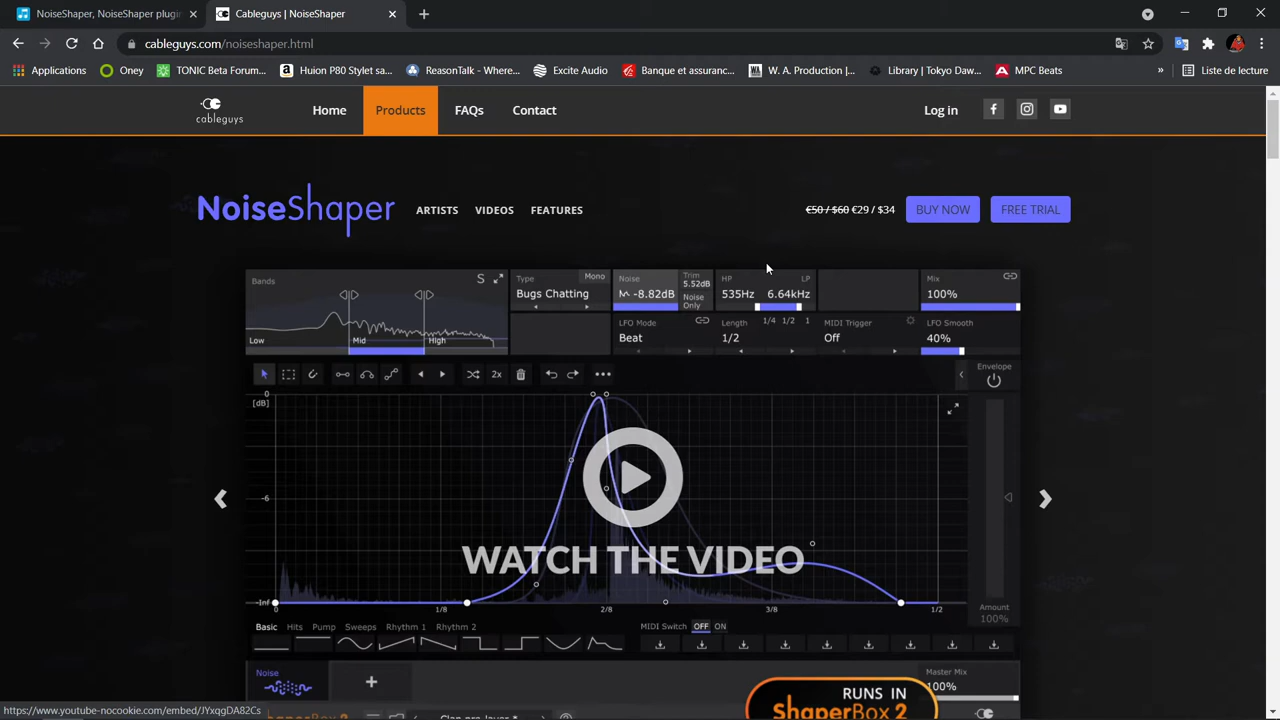 NoiseShaper, NoiseShaper plugin
Cableguys | NoiseShaper
cableguys.com/noiseshaper.html
Applications
Oney
TONIC Beta Forum...
Huion P80 Stylet sa...
ReasonTalk - Where...
Excite Audio
Banque et assuranc...
W. A. Production |...
Library | Tokyo Daw...
MPC Beats
»
Liste de lecture
cableguys
Home
Products
FAQs
Contact
Log in
NoiseShaper
ARTISTS
VIDEOS
FEATURES
€50 / $60 €29 / $34
BUY NOW
FREE TRIAL
Bands
S
Type
Mono
Bugs Chatting
Noise
-8.82dB
Trim
5.52dB
Noise
Only
HP
LP
535Hz
6.64kHz
Mix
100%
Low
Mid
High
LFO Mode
Beat
Length
1/4 1/2 1
1/2
MIDI Trigger
Off
LFO Smooth
40%
2x
Envelope
0
[dB]
-6
-Inf
0
1/8
2/8
3/8
1/2
WATCH THE VIDEO
Amount
100%
Basic
Hits
Pump
Sweeps
Rhythm 1
Rhythm 2
MIDI Switch
OFF
ON
Noise
+
Master Mix
100%
RUNS IN
ShaperBox 2
https://www.youtube-nocookie.com/embed/JYxqgDA82Cs